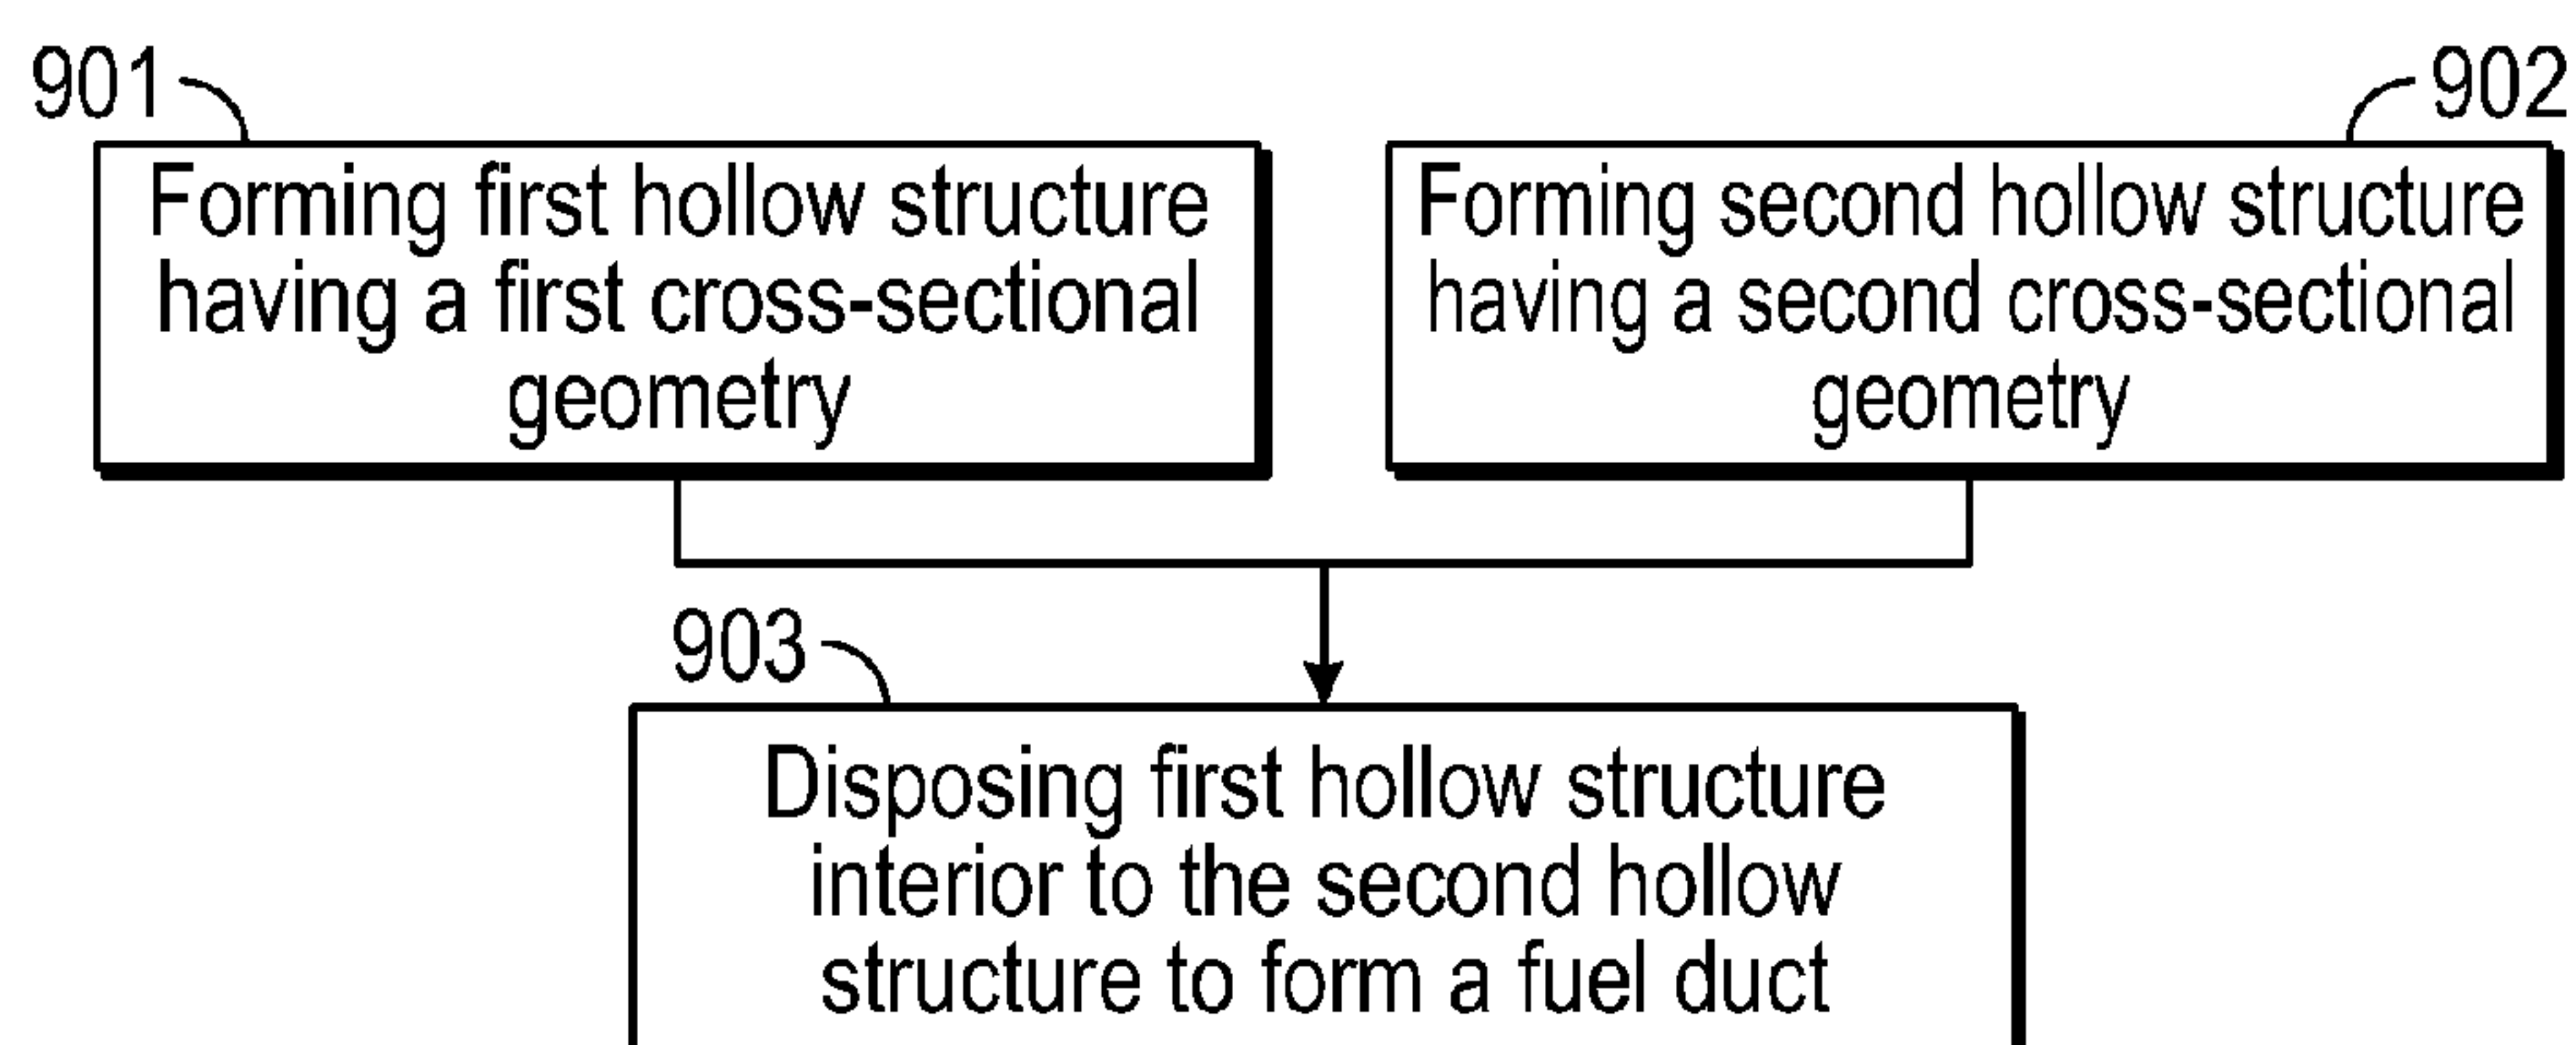 901
902
Forming first hollow structure
having a first cross-sectional
geometry
Forming second hollow structure
having a second cross-sectional
geometry
903
Disposing first hollow structure
interior to the second hollow
structure to form a fuel duct